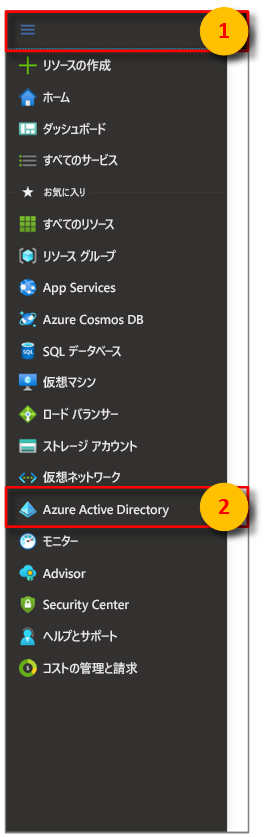 1
リソースの作成
ホーム
ダッシュボード
すべてのサービス
お気に入り
すべてのリソース
リソース グループ
App Services
Azure Cosmos DB
SQL データベース
仮想マシン
ロード バランサー
ストレージ アカウント
仮想ネットワーク
Azure Active Directory 2
モニター
Advisor
Security Center
ヘルプとサポート
コストの管理と請求